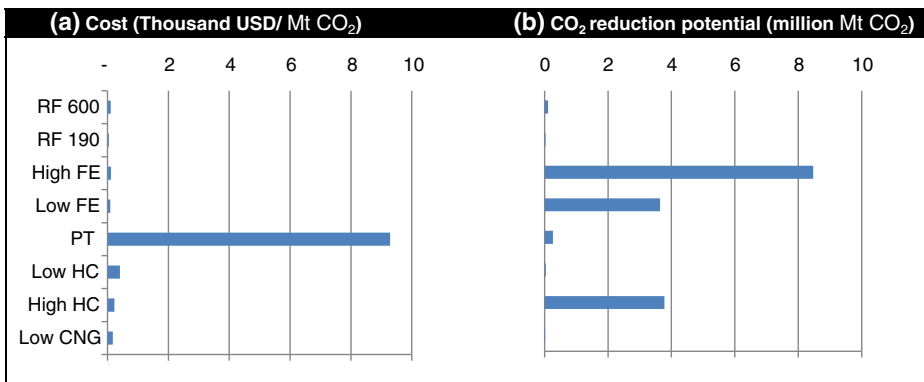 (a) Cost (Thousand USD/ Mt CO₂)
(b) CO₂ reduction potential (million Mt CO₂)
- 2 4 6 8 10
0 2 4 6 8 10
RF 600
RF 190
High FE
Low FE
PT
Low HC
High HC
Low CNG